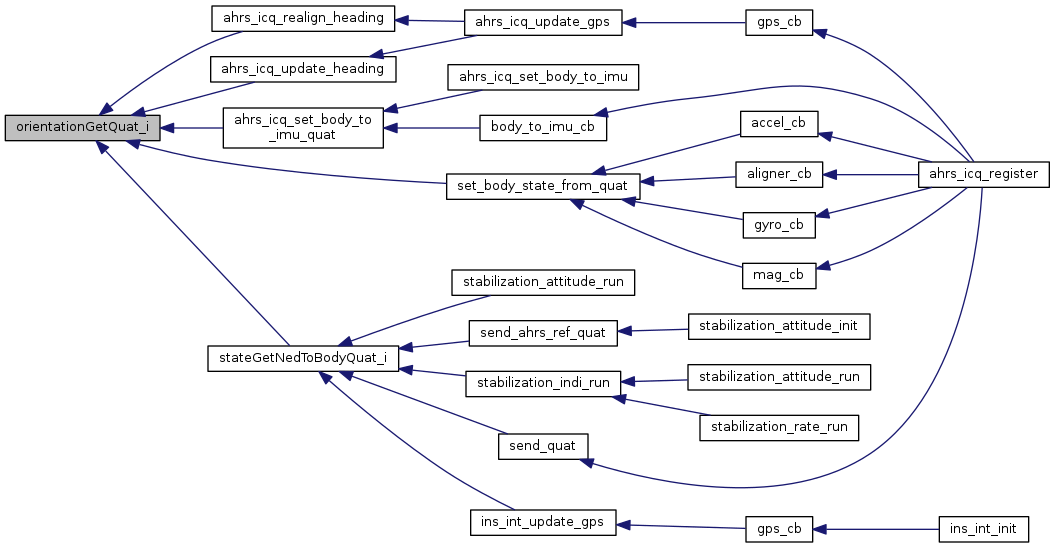 orientationGetQuat_i
ahrs_icq_realign_heading
ahrs_icq_update_heading
ahrs_icq_set_body_to
_imu_quat
set_body_state_from_quat
stateGetNedToBodyQuat_i
ahrs_icq_update_gps
gps_cb
ahrs_icq_set_body_to_imu
body_to_imu_cb
accel_cb
aligner_cb
gyro_cb
mag_cb
ahrs_icq_register
stabilization_attitude_run
send_ahrs_ref_quat
stabilization_attitude_init
stabilization_indi_run
stabilization_attitude_run
stabilization_rate_run
send_quat
ins_int_update_gps
gps_cb
ins_int_init